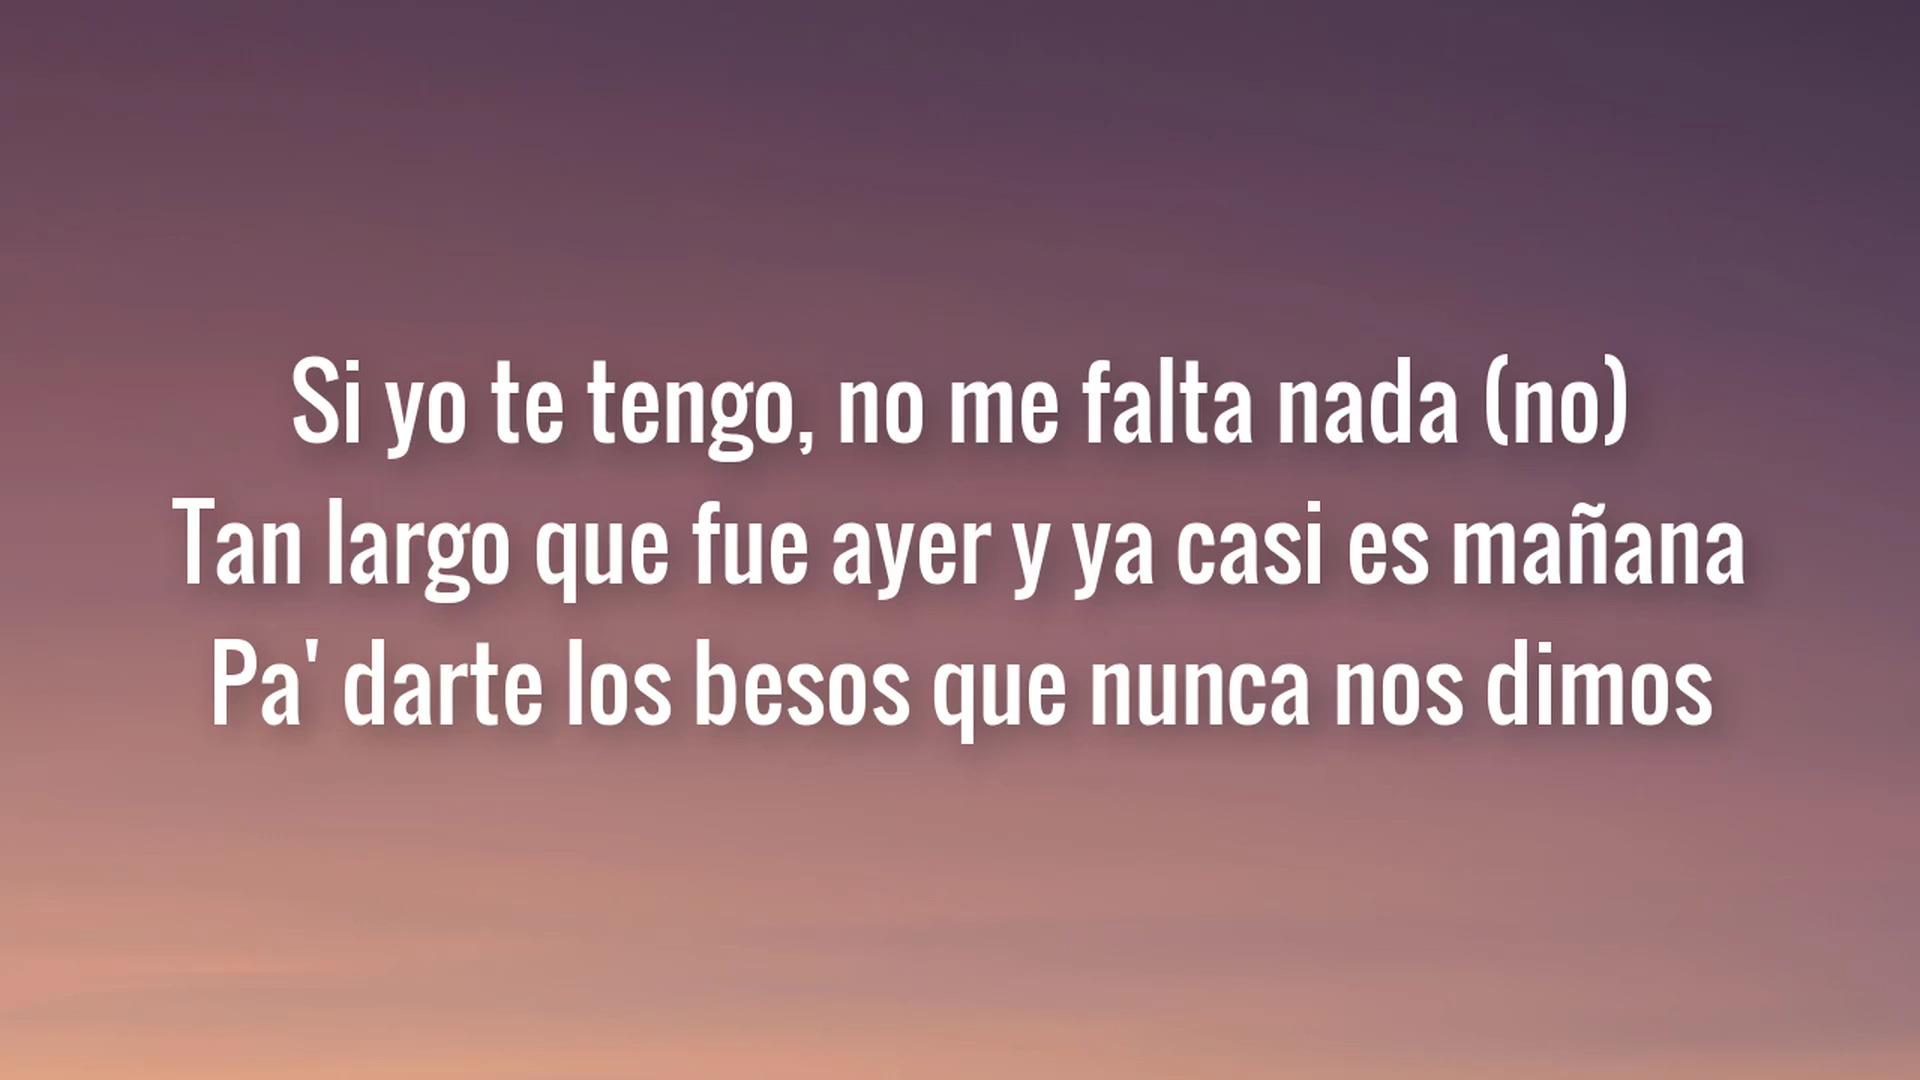 Si yo te tengo, no me falta nada (no)
Tan largo que fue ayer y ya casi es mañana
Pa' darte los besos que nunca nos dimos